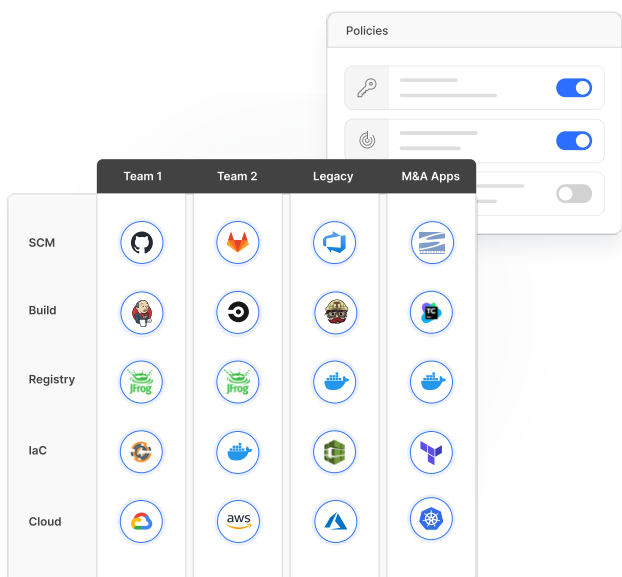 Policies
Team 1 Team 2 Legacy M&A Apps
SCM
Build
TC
Registry
JFrog JFrog
IaC
Cloud
aws